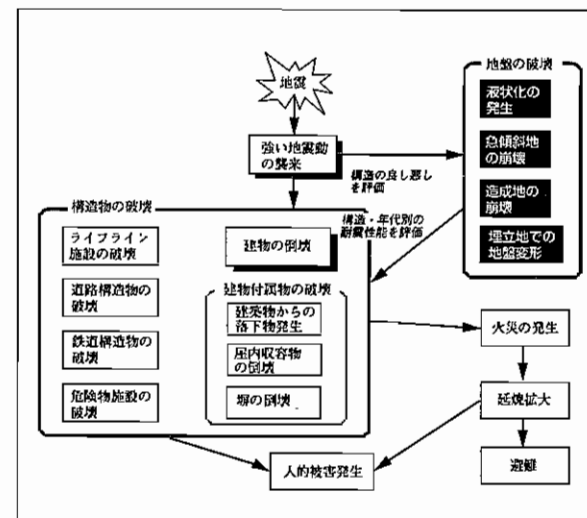 地震
強い地震動
の襲来
構造の良し悪し
を評価
地盤の破壊
液状化の
発生
急傾斜地
の崩壊
造成地の
崩壊
埋立地での
地盤変形
構造物の破壊
構造・年代別の
耐震性能を評価
ライフライン
施設の破壊
道路構造物の
破壊
鉄道構造物の
破壊
危険物施設の
破壊
建物の倒壊
建物付属物の破壊
建築物からの
落下物発生
屋内収容物
の倒壊
塀の倒壊
火災の発生
延焼拡大
避難
人的被害発生